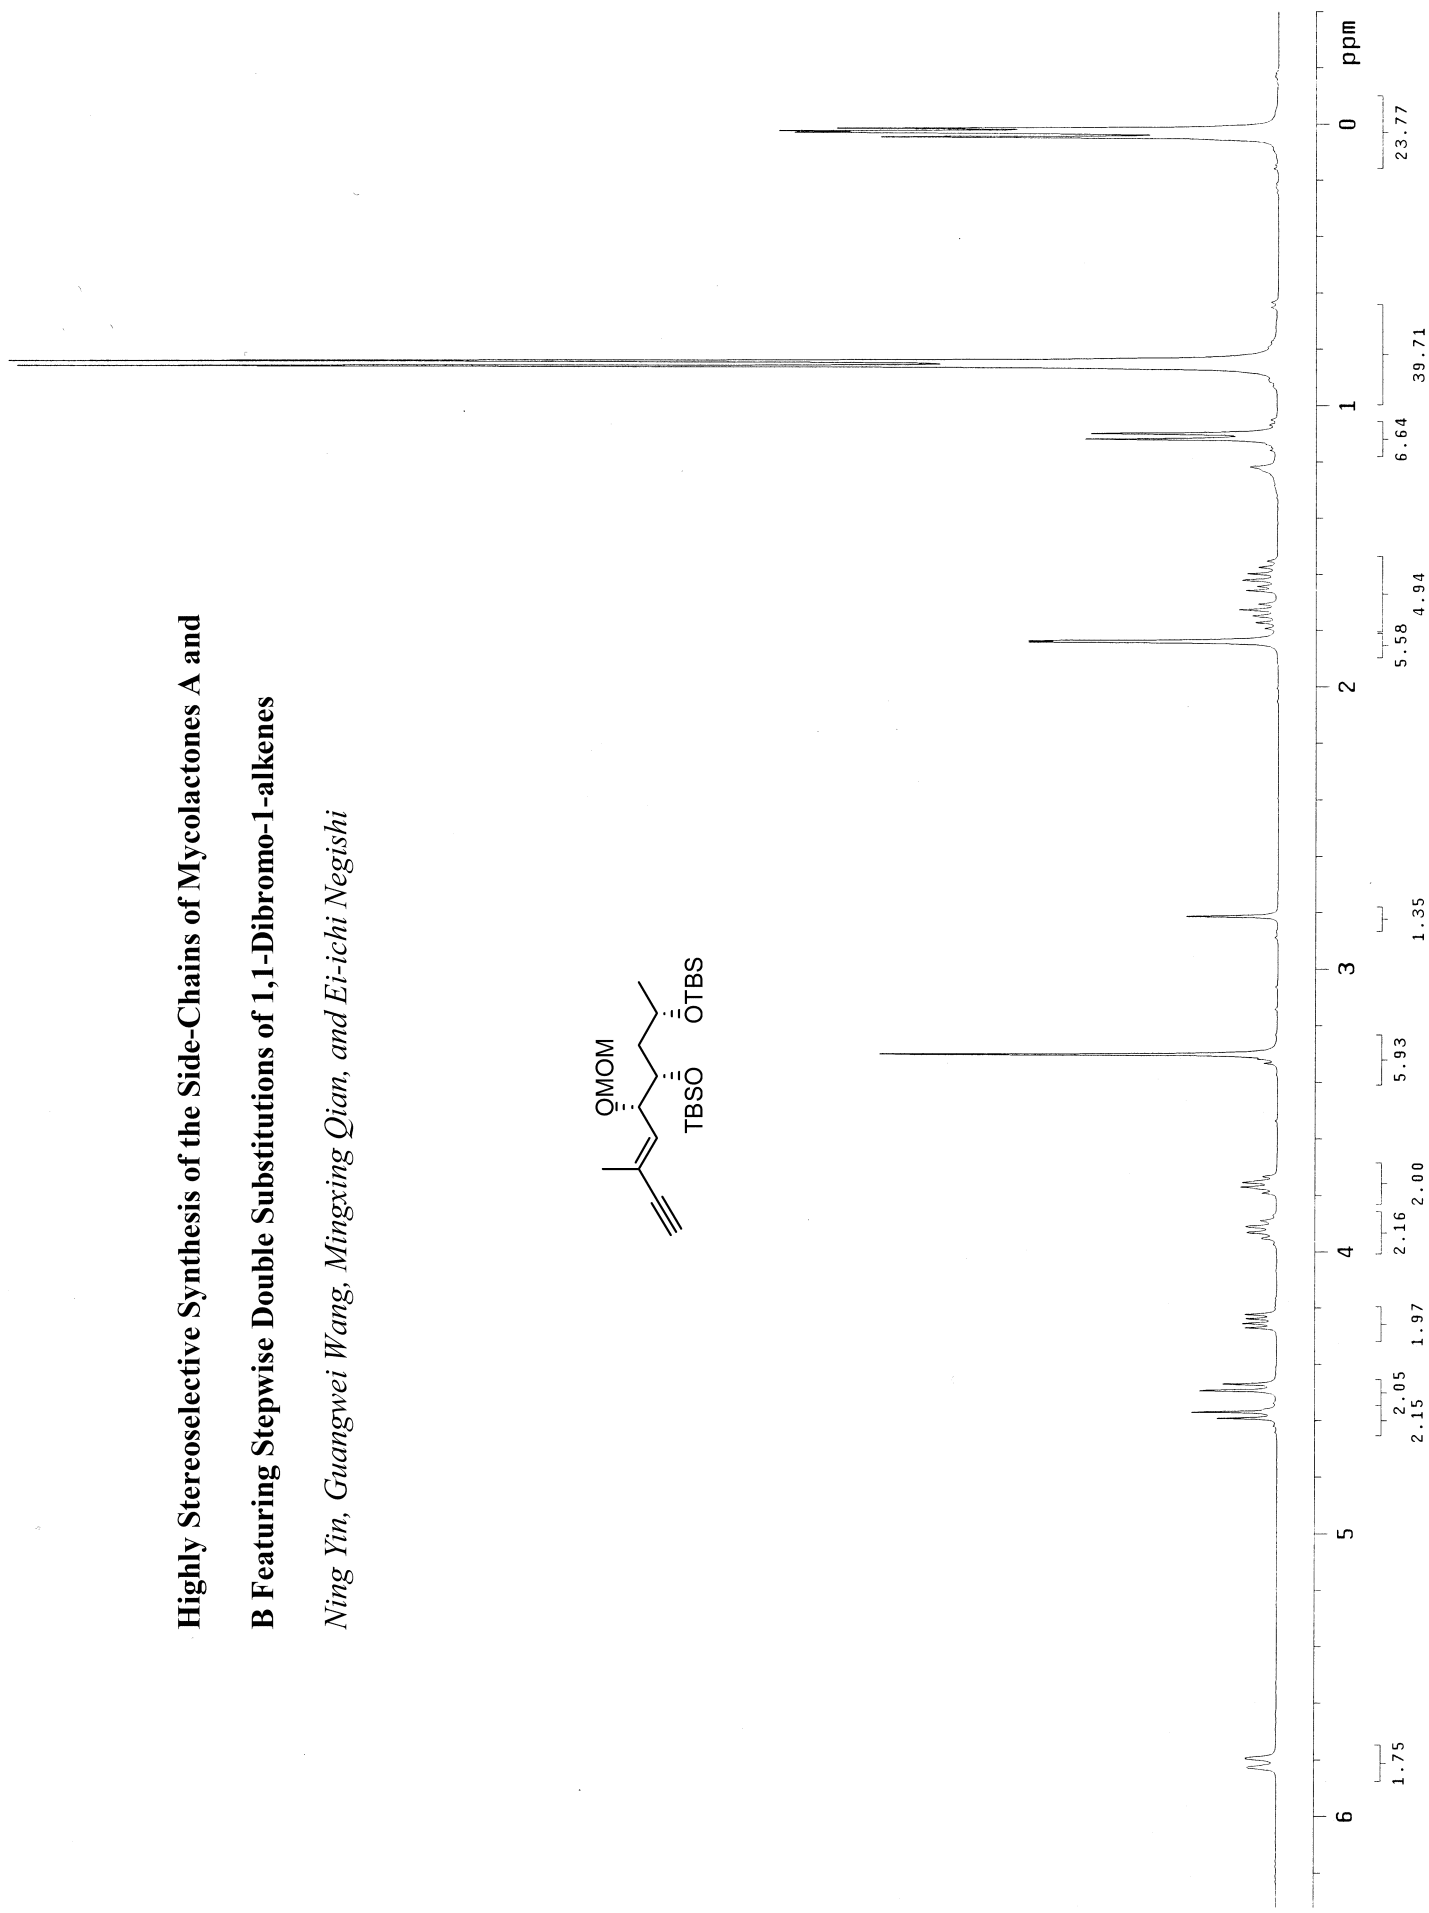 Highly Stereoselective Synthesis of the Side-Chains of Mycolactones A and
B Featuring Stepwise Double Substitutions of 1,1-Dibromo-1-alkenes
Ning Yin, Guangwei Wang, Mingxing Qian, and Ei-ichi Negishi
OMOM
TBSO
OTBS
6
5
4
3
2
1
0
ppm
1.75
2.15
2.05
1.97
2.16
2.00
5.93
1.35
5.58
4.94
6.64
39.71
23.77